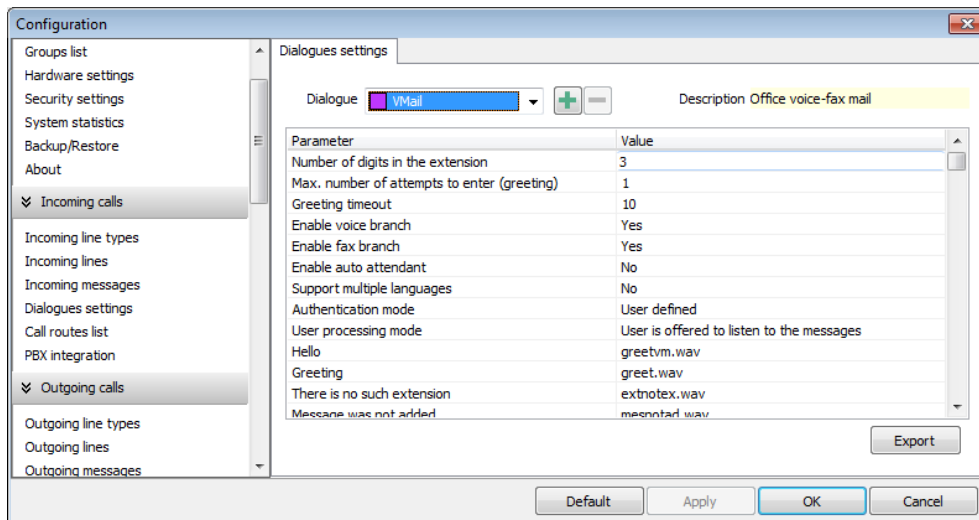 Configuration
Groups list
Hardware settings
Security settings
System statistics
Backup/Restore
About
Incoming calls
Incoming line types
Incoming lines
Incoming messages
Dialogues settings
Call routes list
PBX integration
Outgoing calls
Outgoing line types
Outgoing lines
Outgoing messages
Dialogues settings
Dialogue VMail Description Office voice-fax mail
Parameter Value
Number of digits in the extension 3
Max. number of attempts to enter (greeting) 1
Greeting timeout 10
Enable voice branch Yes
Enable fax branch Yes
Enable auto attendant No
Support multiple languages No
Authentication mode User defined
User processing mode User is offered to listen to the messages
Hello greetvm.wav
Greeting greet.wav
There is no such extension extnotex.wav
Message was not added mesnotad.wav
Export
Default Apply OK Cancel